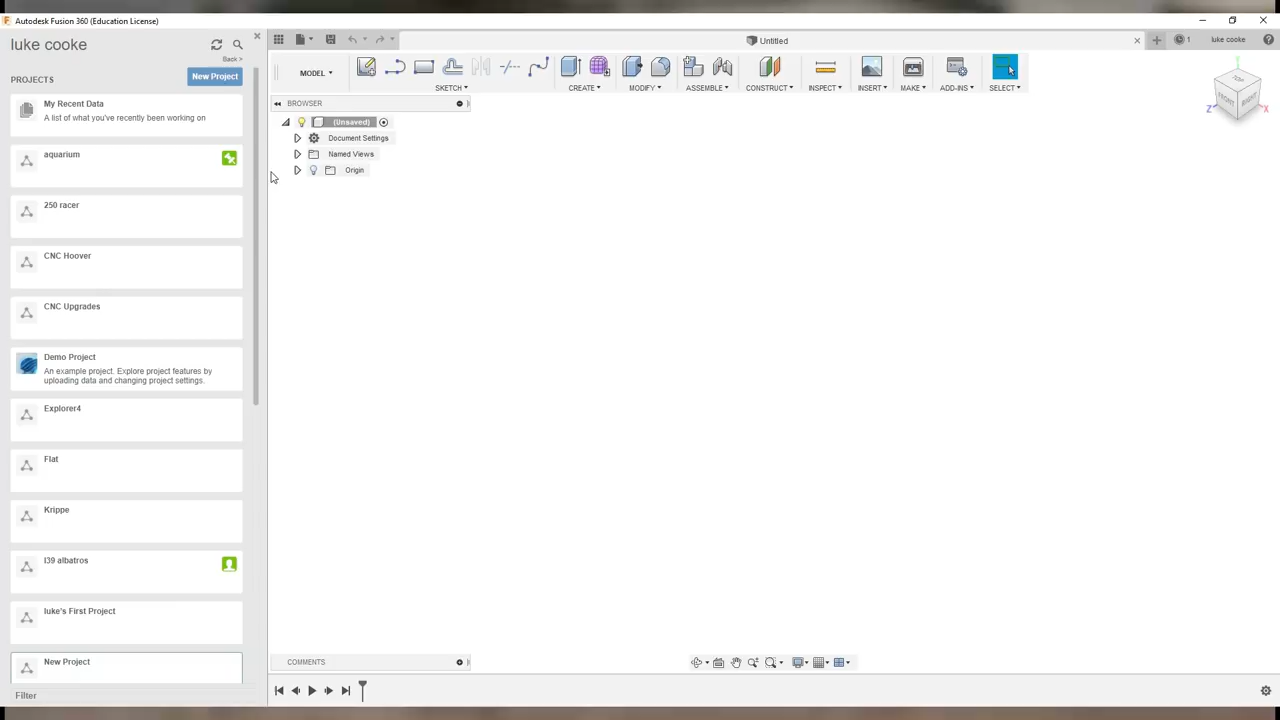 Autodesk Fusion 360 (Education License)
luke cooke
Back >
PROJECTS
New Project
My Recent Data
A list of what you've recently been working on
aquarium
250 racer
CNC Hoover
CNC Upgrades
Demo Project
An example project. Explore project features by
uploading data and changing project settings.
Explorer4
Flat
Krippe
l39 albatros
luke's First Project
New Project
Filter
Untitled
1
luke cooke
MODEL
SKETCH
CREATE
MODIFY
ASSEMBLE
CONSTRUCT
INSPECT
INSERT
MAKE
ADD-INS
SELECT
BROWSER
(Unsaved)
Document Settings
Named Views
Origin
TOP
FRONT
RIGHT
Y
Z
X
COMMENTS